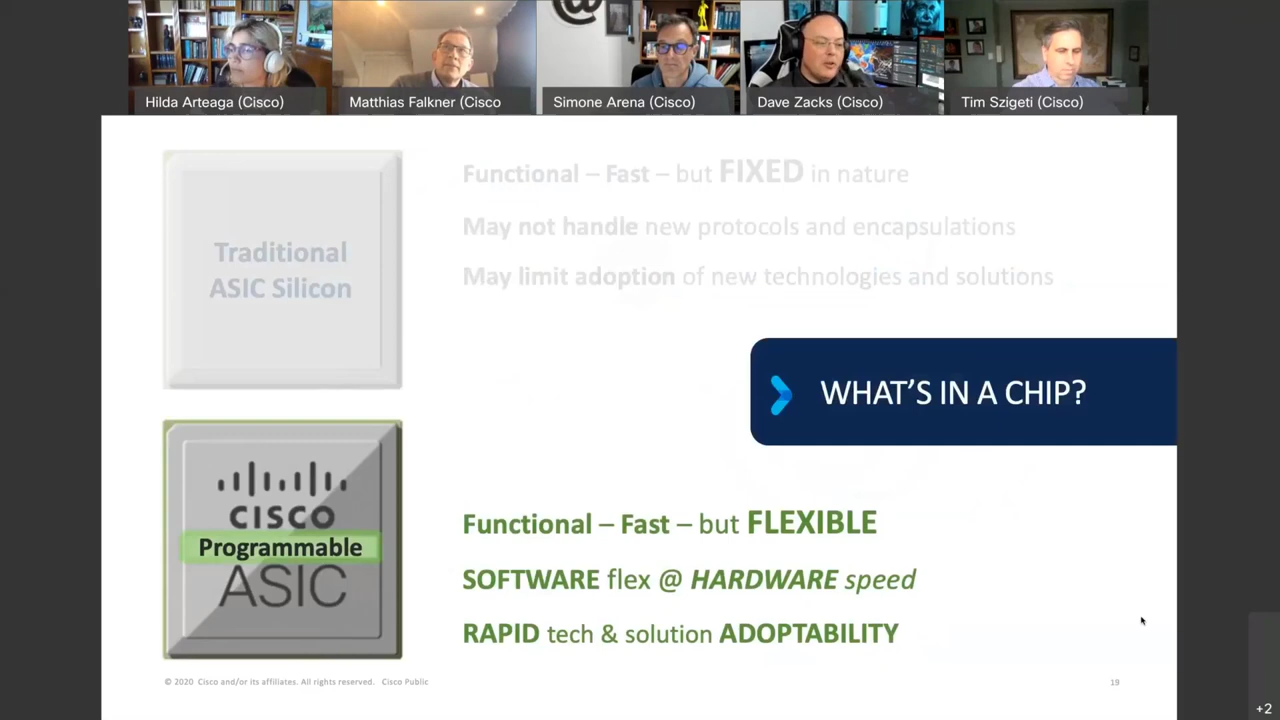 Hilda Arteaga (Cisco)
Matthias Falkner (Cisco
Simone Arena (Cisco)
Dave Zacks (Cisco)
Tim Szigeti (Cisco)
@
Traditional
ASIC Silicon
Functional – Fast – but FIXED in nature
May not handle new protocols and encapsulations
May limit adoption of new technologies and solutions
WHAT'S IN A CHIP?
CISCO
Programmable
ASIC
Functional – Fast – but FLEXIBLE
SOFTWARE flex @ HARDWARE speed
RAPID tech & solution ADOPTABILITY
© 2020 Cisco and/or its affiliates. All rights reserved. Cisco Public
19
+2